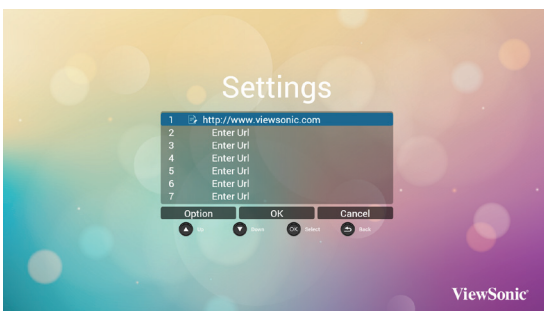 Settings
1 http://www.viewsonic.com
2 Enter Url
3 Enter Url
4 Enter Url
5 Enter Url
6 Enter Url
7 Enter Url
Option OK Cancel
Up Down OK Select Back
ViewSonic